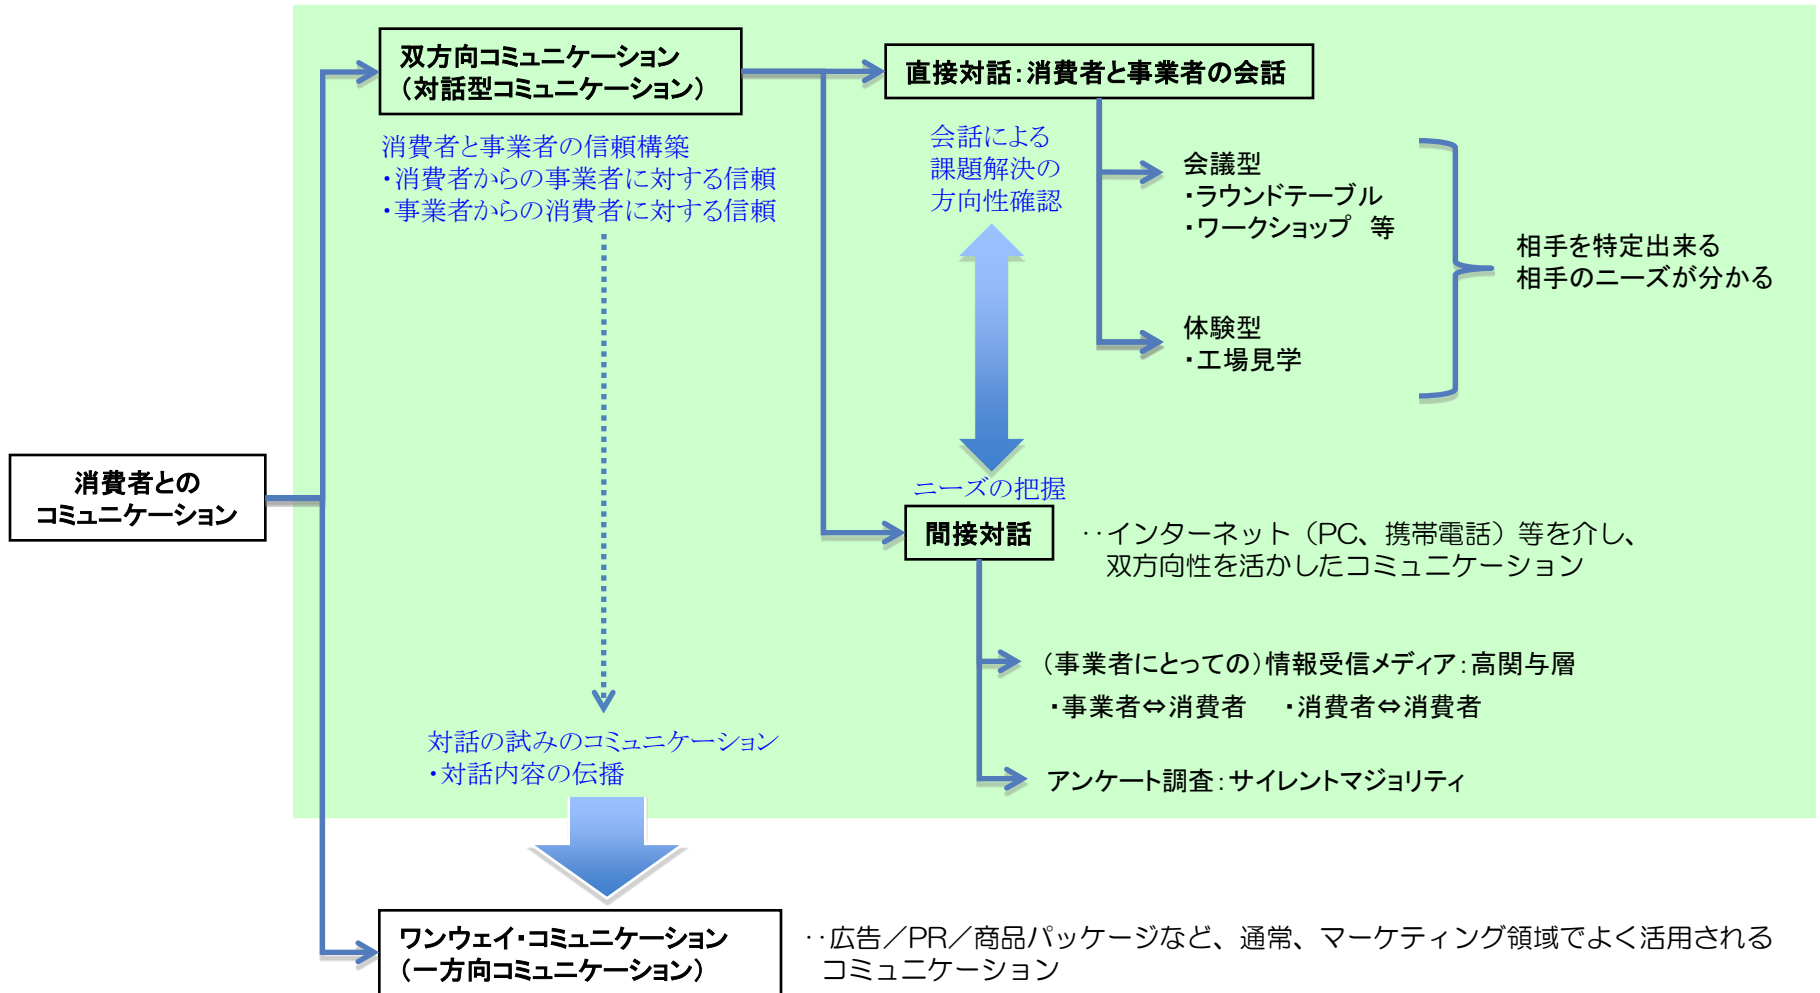 双方向コミュニケーション
（対話型コミュニケーション）
消費者と事業者の信頼構築
・消費者からの事業者に対する信頼
・事業者からの消費者に対する信頼
直接対話：消費者と事業者の会話
会話による
課題解決の
方向性確認
会議型
・ラウンドテーブル
・ワークショップ　等
体験型
・工場見学
相手を特定出来る
相手のニーズが分かる
消費者との
コミュニケーション
ニーズの把握
間接対話
‥インターネット（PC、携帯電話）等を介し、
双方向性を活かしたコミュニケーション
（事業者にとっての）情報受信メディア：高関与層
・事業者⇔消費者　・消費者⇔消費者
アンケート調査：サイレントマジョリティ
対話の試みのコミュニケーション
・対話内容の伝播
ワンウェイ・コミュニケーション
（一方向コミュニケーション）
‥広告／PR／商品パッケージなど、通常、マーケティング領域でよく活用される
コミュニケーション